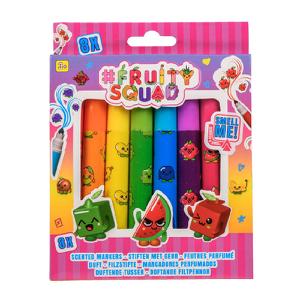 8X
#FRUITY
SQUAD
SMELL
ME!
8X
SCENTED MARKERS - STIFTEN MET GEUR - FEUTRES PARFUMÉ
DUFT - FILZSTIFTE - MARCADORES PERFUMADOS
DUFTENDE TUSSER - DOFTANDE FILTPENNOR